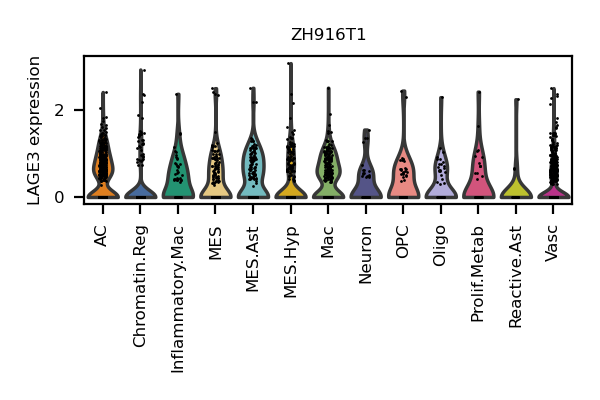 ZH916T1
LAGE3 expression
2
0
AC
Chromatin.Reg
Inflammatory.Mac
MES
MES.Ast
MES.Hyp
Mac
Neuron
OPC
Oligo
Prolif.Metab
Reactive.Ast
Vasc